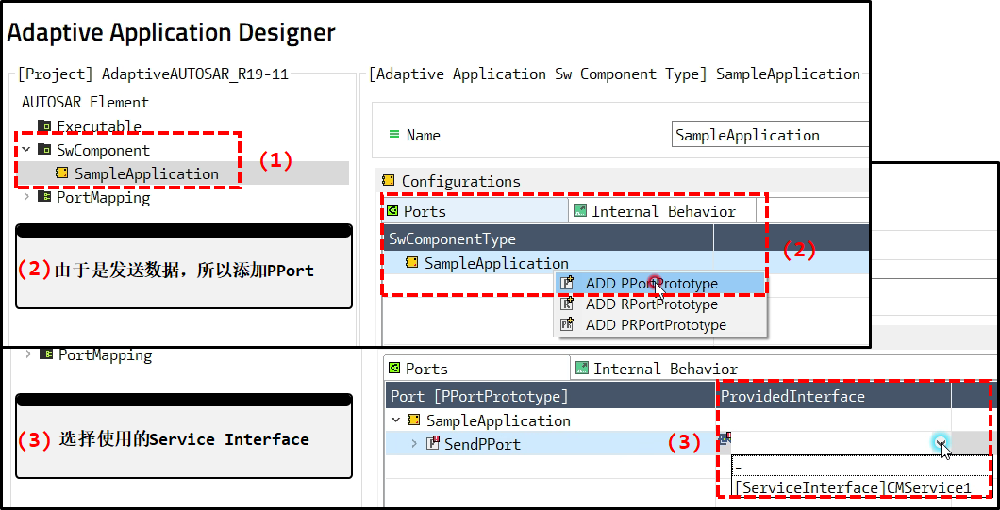 Adaptive Application Designer
[Project] AdaptiveAUTOSAR_R19-11
AUTOSAR Element
Executable
SwComponent
SampleApplication
PortMapping
(1)
(2) 由于是发送数据，所以添加PPort
[Adaptive Application Sw Component Type] SampleApplication
Name
SampleApplication
Configurations
Ports
Internal Behavior
SwComponentType
SampleApplication
(2)
ADD PPortPrototype
ADD RPortPrototype
ADD PRPortPrototype
PortMapping
(3) 选择使用的Service Interface
Ports
Internal Behavior
Port [PPortPrototype]
ProvidedInterface
SampleApplication
SendPPort
(3)
-
[ServiceInterface]CMService1